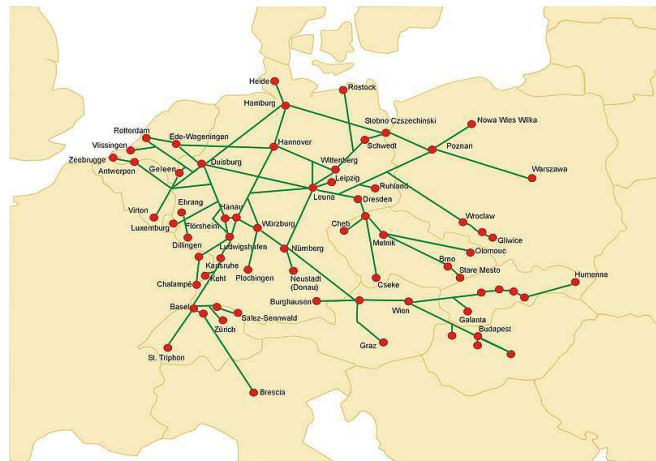 Heide
Rostock
Hamburg
Stobno Czszechinski
Nowa Wies Wilka
Rotterdam
Ede-Wageningen
Hannover
Schwedt
Poznan
Vlissingen
Zeebrugge
Duisburg
Antwerpen
Geleen
Wittenberg
Leipzig
Warszawa
Leuna
Ruhland
Dresden
Ehrang
Hanau
Virton
Luxemburg
Flörsheim
Würzburg
Cheb
Wroclaw
Gliwice
Dillingen
Ludwigshafen
Melnik
Olomouc
Nürnberg
Karlsruhe
Brno
Stare Mesto
Kehl
Plochingen
Neustadt
(Donau)
Cseke
Humenne
Chalampé
Burghausen
Basel
Wien
Galanta
Salez-Sennwald
Zürich
Budapest
Graz
St. Triphon
Brescia